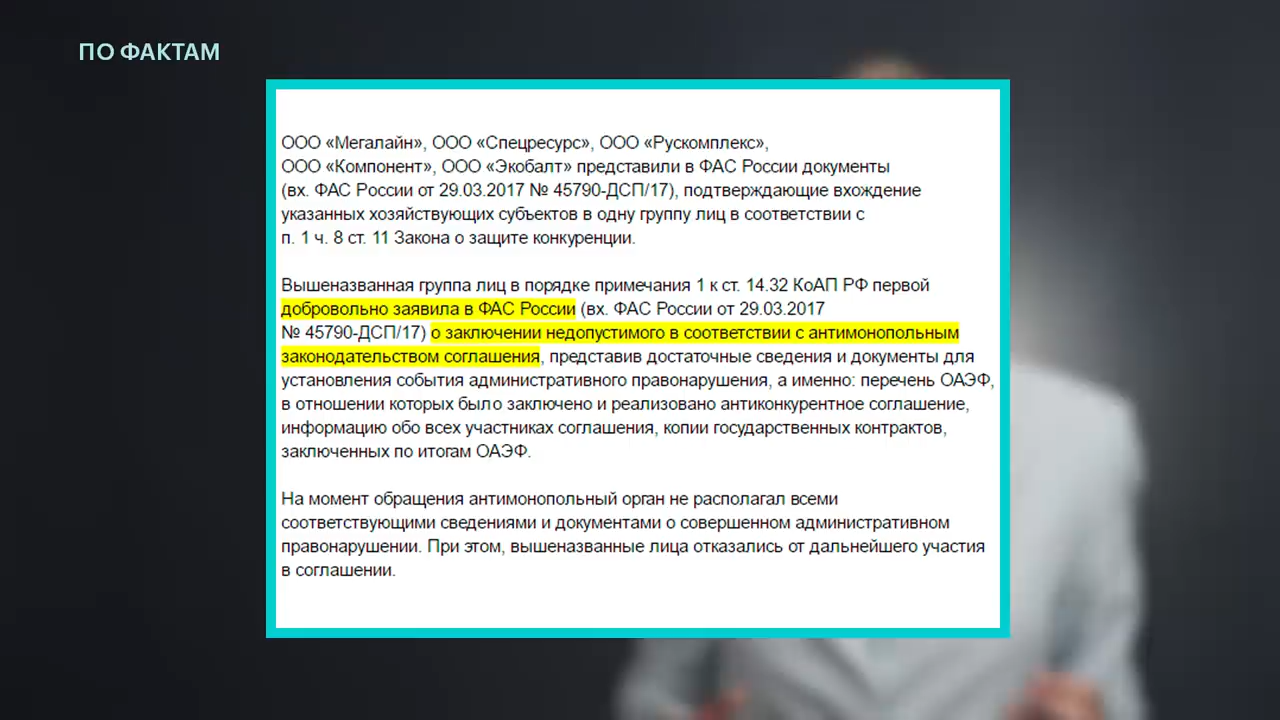 ПО ФАКТАМ
ООО «Мегалайн», ООО «Спецресурс», ООО «Рускомплекс»,
ООО «Компонент», ООО «Экобалт» представили в ФАС России документы
(вх. ФАС России от 29.03.2017 № 45790-ДСП/17), подтверждающие вхождение
указанных хозяйствующих субъектов в одну группу лиц в соответствии с
п. 1 ч. 8 ст. 11 Закона о защите конкуренции.
Вышеназванная группа лиц в порядке примечания 1 к ст. 14.32 КоАП РФ первой
добровольно заявила в ФАС России (вх. ФАС России от 29.03.2017
№ 45790-ДСП/17) о заключении недопустимого в соответствии с антимонопольным
законодательством соглашения, представив достаточные сведения и документы для
установления события административного правонарушения, а именно: перечень ОАЭФ,
в отношении которых было заключено и реализовано антиконкурентное соглашение,
информацию обо всех участниках соглашения, копии государственных контрактов,
заключенных по итогам ОАЭФ.
На момент обращения антимонопольный орган не располагал всеми
соответствующими сведениями и документами о совершенном административном
правонарушении. При этом, вышеназванные лица отказались от дальнейшего участия
в соглашении.